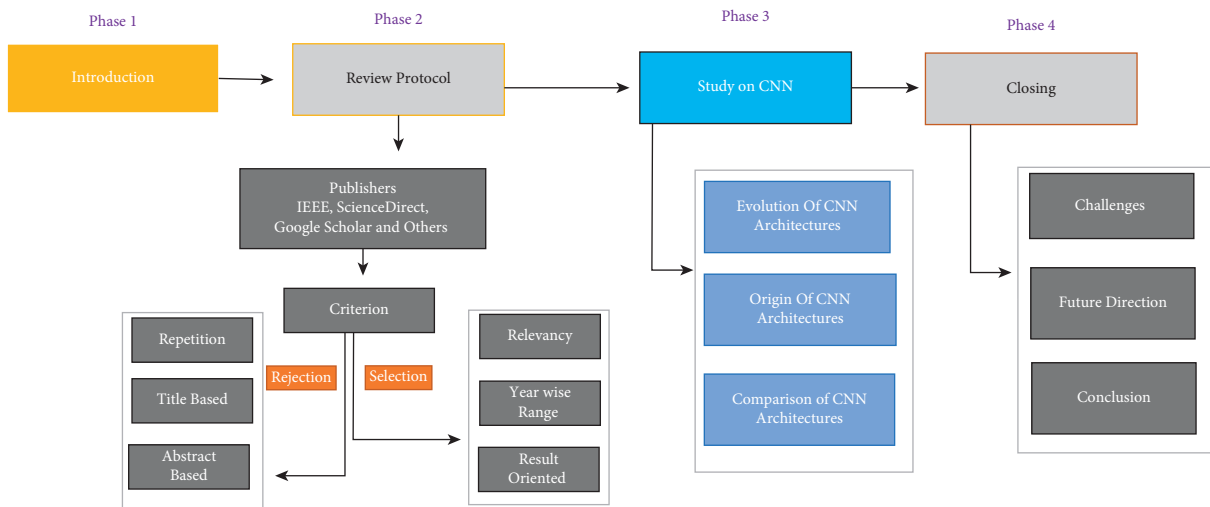 Phase 1
Phase 2
Phase 3
Phase 4
Introduction
Review Protocol
Study on CNN
Closing
Publishers
IEEE, ScienceDirect,
Google Scholar and Others
Criterion
Rejection
Selection
Repetition
Title Based
Abstract
Based
Relevancy
Year wise
Range
Result
Oriented
Evolution Of CNN
Architectures
Origin Of CNN
Architectures
Comparison of CNN
Architectures
Challenges
Future Direction
Conclusion